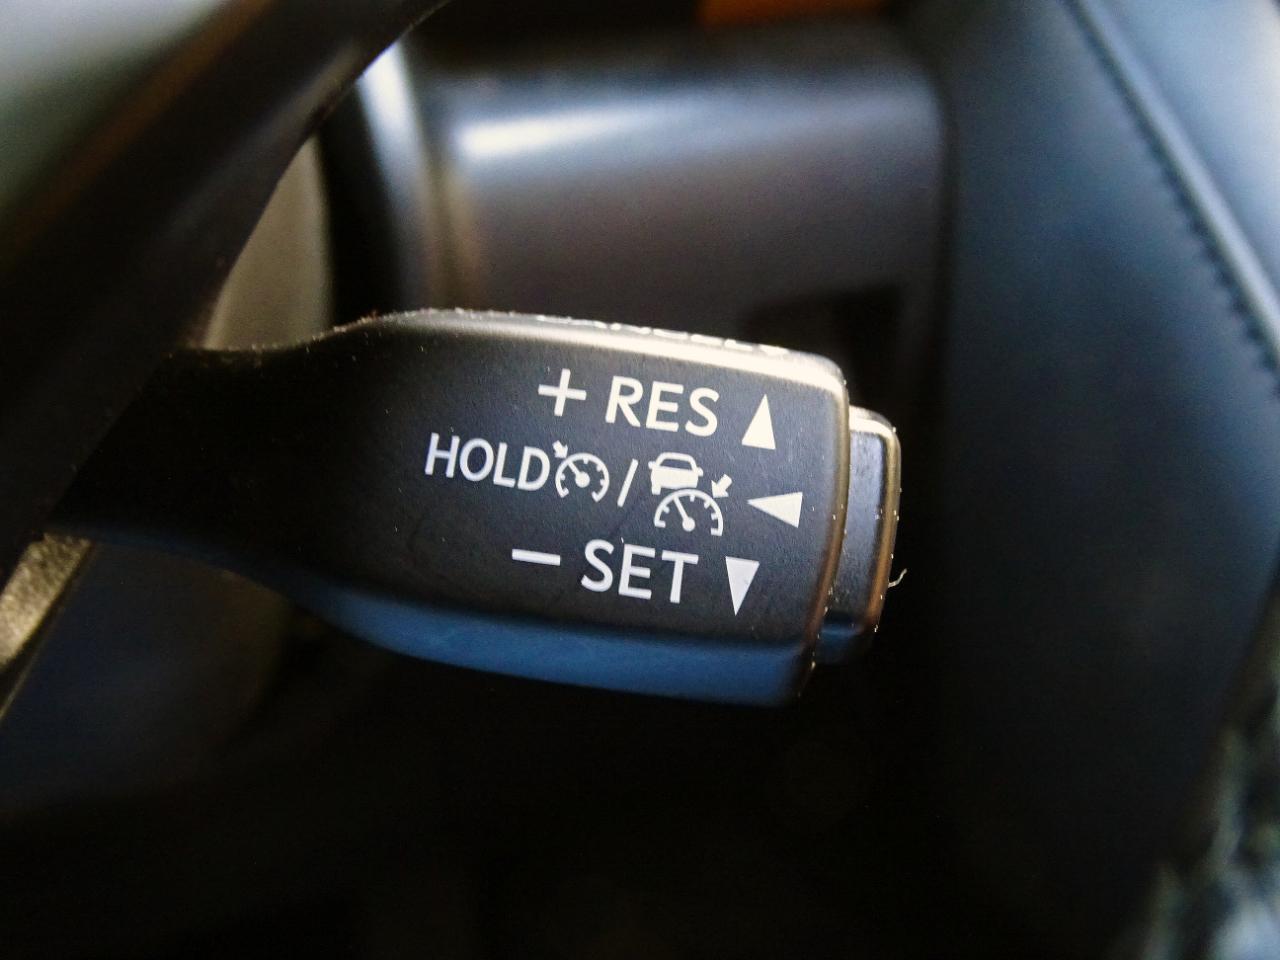 + RES
HOLD /
− SET